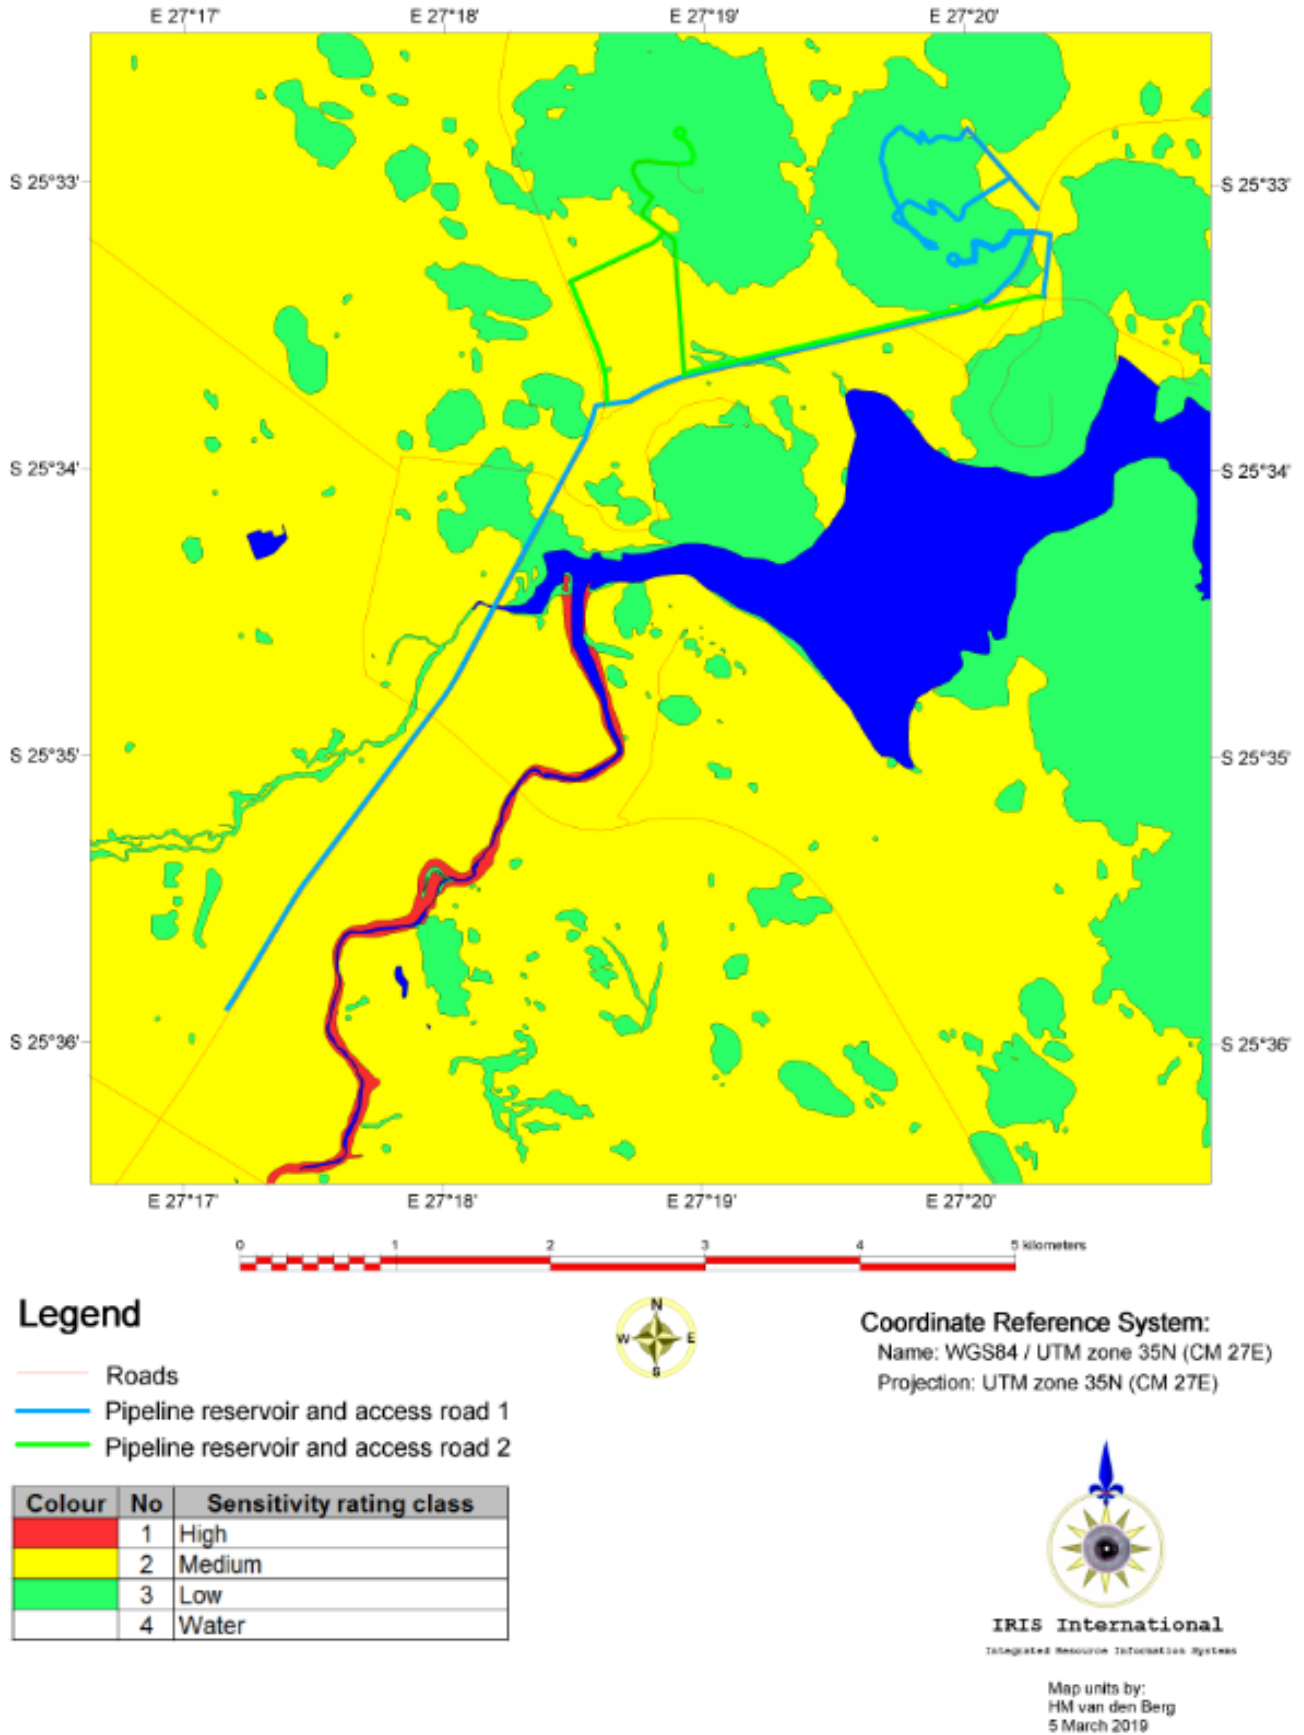 E 27°17' E 27°18' E 27°19' E 27°20'
S 25°33' S 25°33'
S 25°34' S 25°34'
S 25°35' S 25°35'
S 25°36' S 25°36'
E 27°17' E 27°18' E 27°19' E 27°20'
0 1 2 3 4 5 kilometers
N
W E
S
Legend
Roads
Pipeline reservoir and access road 1
Pipeline reservoir and access road 2
Colour No Sensitivity rating class
1 High
2 Medium
3 Low
4 Water
Coordinate Reference System:
Name: WGS84 / UTM zone 35N (CM 27E)
Projection: UTM zone 35N (CM 27E)
IRIS International
Integrated Resource Information Systems
Map units by:
HM van den Berg
5 March 2019